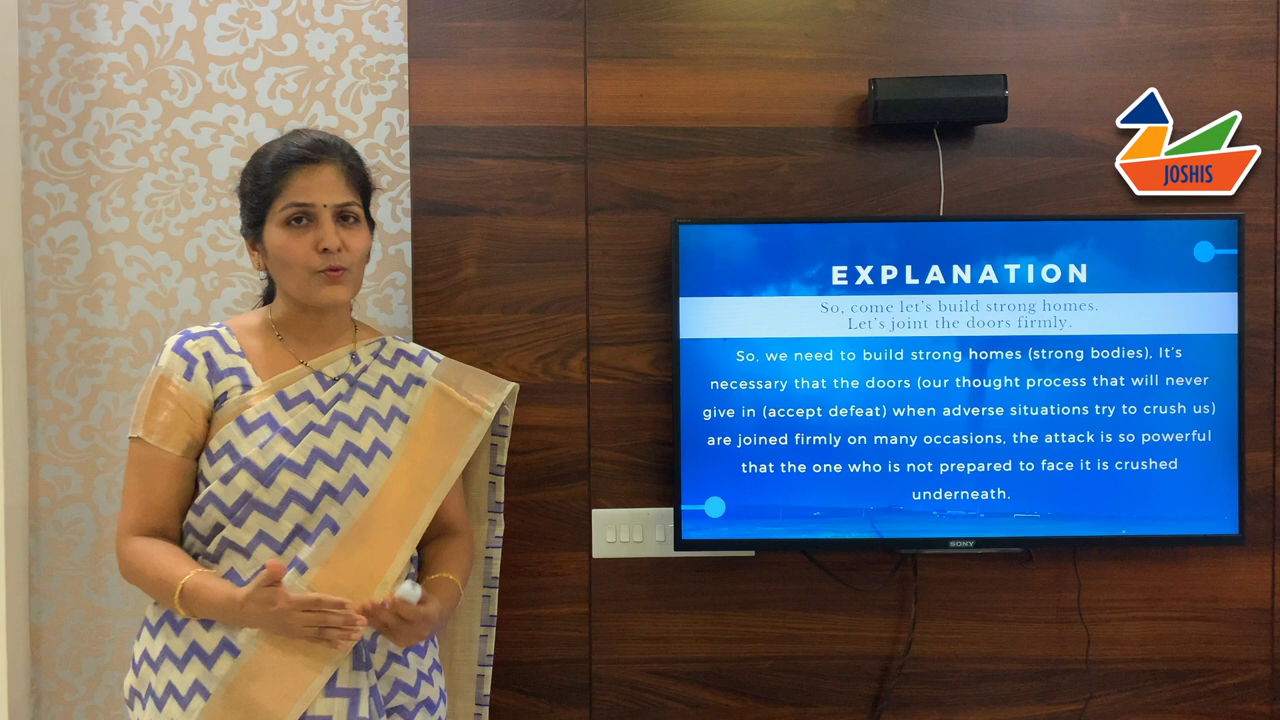 JOSHIS
EXPLANATION
So, come let's build strong homes.
Let's joint the doors firmly.
So, we need to build strong homes (strong bodies), It's
necessary that the doors (our thought process that will never
give in (accept defeat) when adverse situations try to crush us)
are joined firmly on many occasions, the attack is so powerful
that the one who is not prepared to face it is crushed
underneath.
SONY